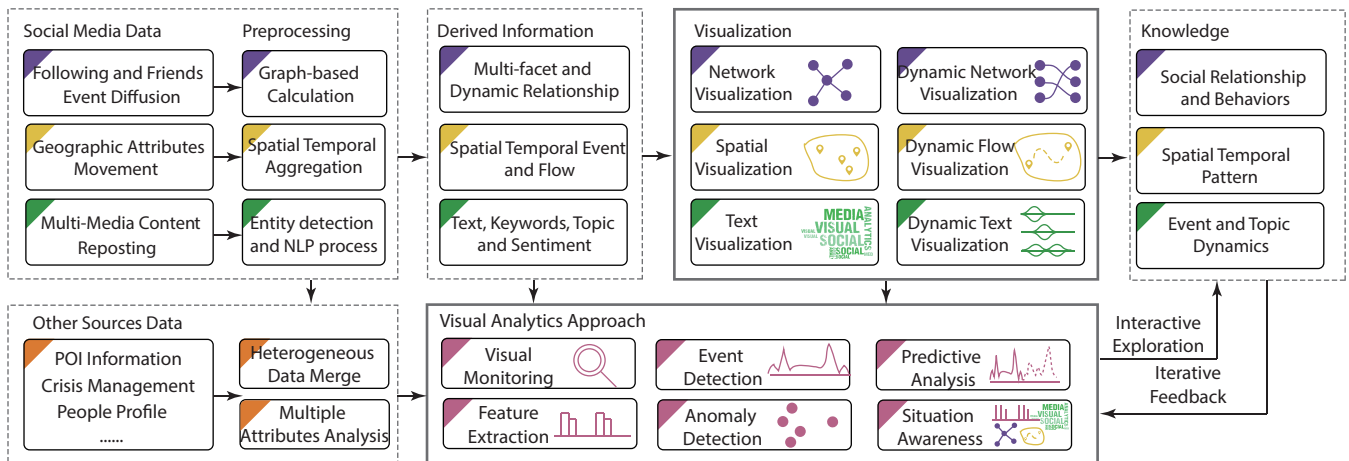 Social Media Data
Preprocessing
Following and Friends
Event Diffusion
Graph-based
Calculation
Geographic Attributes
Movement
Spatial Temporal
Aggregation
Multi-Media Content
Reposting
Entity detection
and NLP process
Derived Information
Multi-facet and
Dynamic Relationship
Spatial Temporal Event
and Flow
Text, Keywords, Topic
and Sentiment
Visualization
Network
Visualization
Dynamic Network
Visualization
Spatial
Visualization
Dynamic Flow
Visualization
Text
Visualization
MEDIA
VISUAL
SOCIAL
SOCIAL
ANALYTICS
Dynamic Text
Visualization
Knowledge
Social Relationship
and Behaviors
Spatial Temporal
Pattern
Event and Topic
Dynamics
Other Sources Data
POI Information
Crisis Management
People Profile
......
Heterogeneous
Data Merge
Multiple
Attributes Analysis
Visual Analytics Approach
Visual
Monitoring
Event
Detection
Predictive
Analysis
Feature
Extraction
Anomaly
Detection
Situation
Awareness
MEDIA
VISUAL
SOCIAL
Interactive
Exploration
Iterative
Feedback